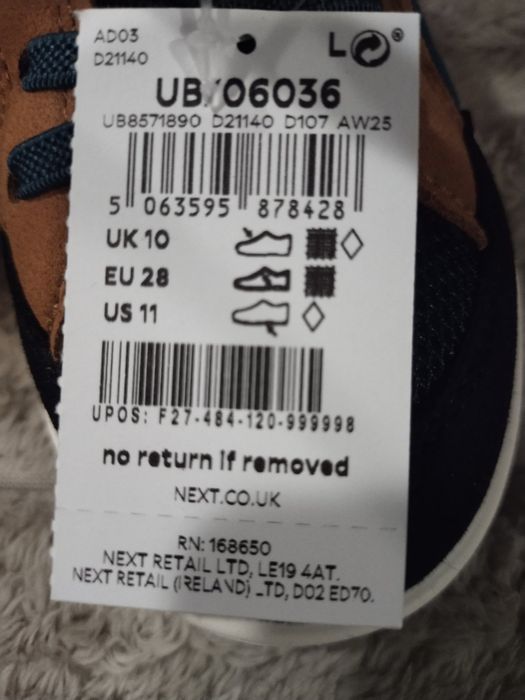 AD03
D21140
L
®
UB/06036
UB8571890 D21140 D107 AW25
5 063595 878428
UK 10
EU 28
US 11
UPOS: F27-484-120-999998
no return if removed
NEXT.CO.UK
RN: 168650
NEXT RETAIL LTD, LE19 4AT.
NEXT RETAIL (IRELAND) LTD, D02 ED70.